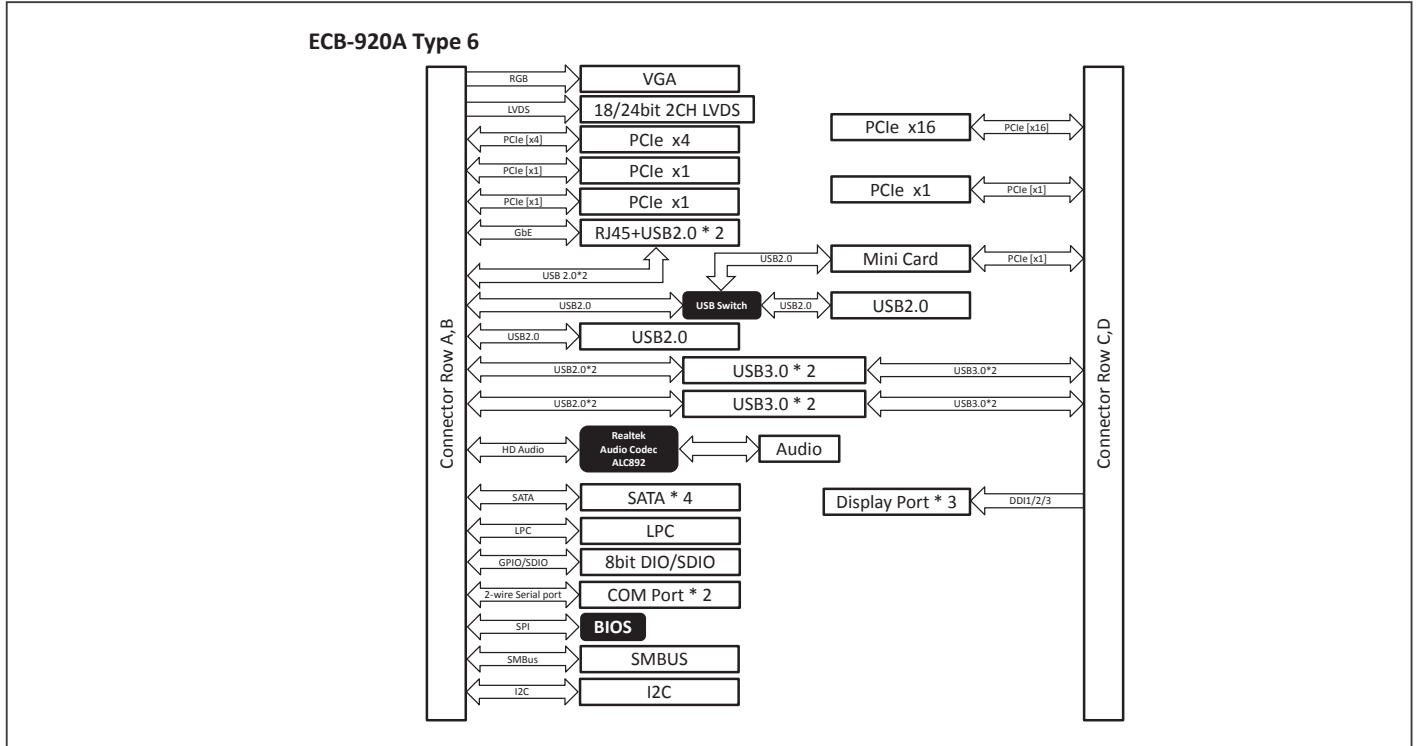 ECB-920A Type 6
Connector Row A,B
RGB
VGA
LVDS
18/24bit 2CH LVDS
PCIe [x4]
PCIe x4
PCIe [x1]
PCIe x1
PCIe [x1]
PCIe x1
GbE
RJ45+USB2.0 * 2
USB 2.0*2
USB2.0
USB Switch
USB2.0
USB2.0
USB2.0
USB2.0
USB2.0
USB2.0*2
USB3.0 * 2
USB3.0*2
USB2.0*2
USB3.0 * 2
USB3.0*2
HD Audio
Realtek
Audio Codec
ALC892
Audio
SATA
SATA * 4
LPC
LPC
GPIO/SDIO
8bit DIO/SDIO
2-wire Serial port
COM Port * 2
SPI
BIOS
SMBus
SMBUS
I2C
I2C
PCIe x16
PCIe [x16]
PCIe x1
PCIe [x1]
Mini Card
PCIe [x1]
Display Port * 3
DDI1/2/3
Connector Row C,D